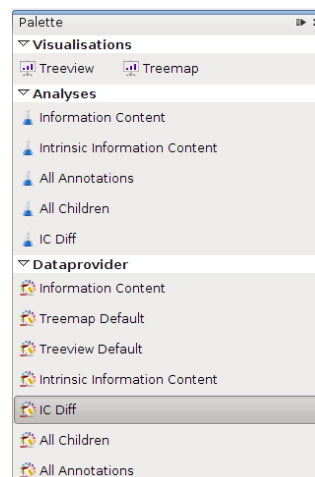 Palette
Visualisations
Treeview Treemap
Analyses
Information Content
Intrinsic Information Content
All Annotations
All Children
IC Diff
Dataprovider
Information Content
Treemap Default
Treeview Default
Intrinsic Information Content
IC Diff
All Children
All Annotations